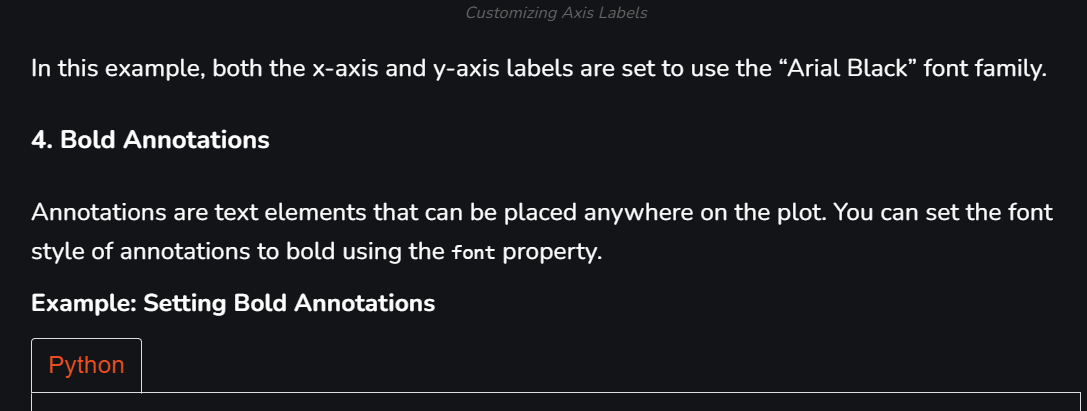 Customizing Axis Labels
In this example, both the x-axis and y-axis labels are set to use the “Arial Black” font family.
4. Bold Annotations
Annotations are text elements that can be placed anywhere on the plot. You can set the font
style of annotations to bold using the font property.
Example: Setting Bold Annotations
Python